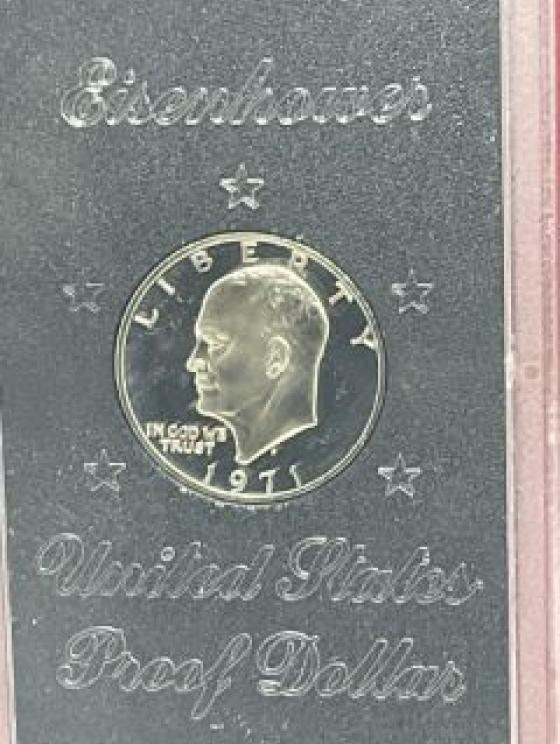 Eisenhower
LIBERTY
IN GOD WE
TRUST
1971
United States
Proof Dollar